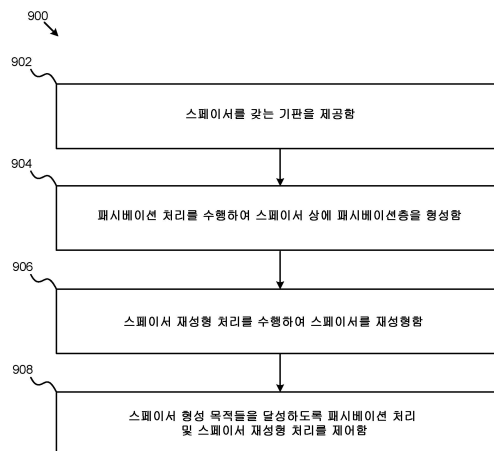 900
902
스페이서를 갖는 기판을 제공함
904
패시베이션 처리를 수행하여 스페이서 상에 패시베이션층을 형성함
906
스페이서 재성형 처리를 수행하여 스페이서를 재성형함
908
스페이서 형성 목적들을 달성하도록 패시베이션 처리
및 스페이서 재성형 처리를 제어함